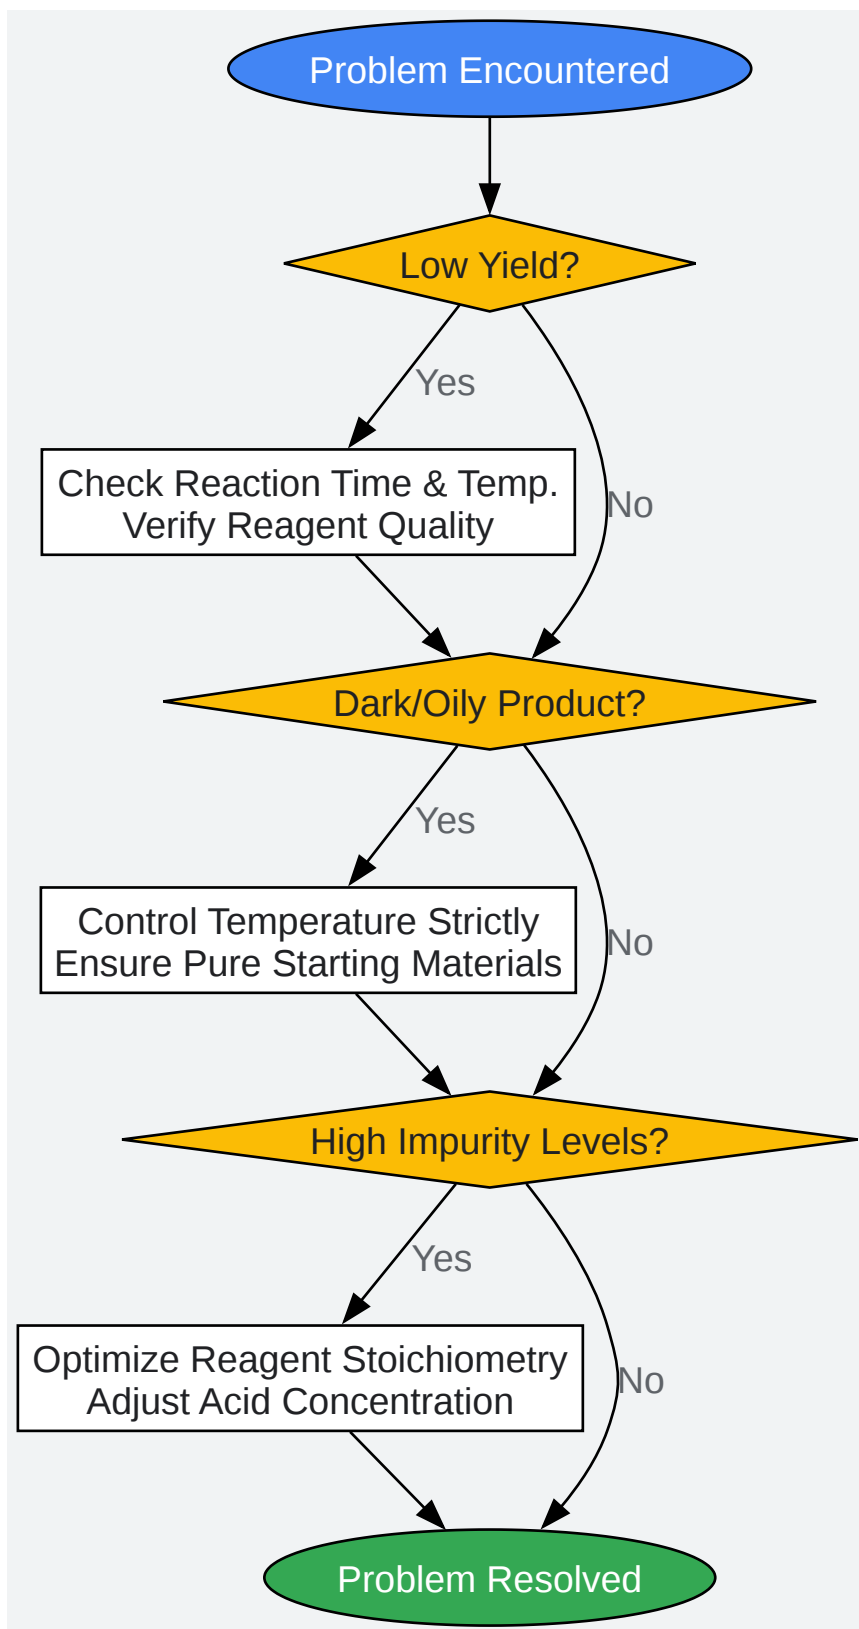 Problem Encountered
Low Yield?
Yes
Check Reaction Time & Temp.
Verify Reagent Quality
No
Dark/Oily Product?
Yes
Control Temperature Strictly
Ensure Pure Starting Materials
No
High Impurity Levels?
Yes
Optimize Reagent Stoichiometry
Adjust Acid Concentration
No
Problem Resolved